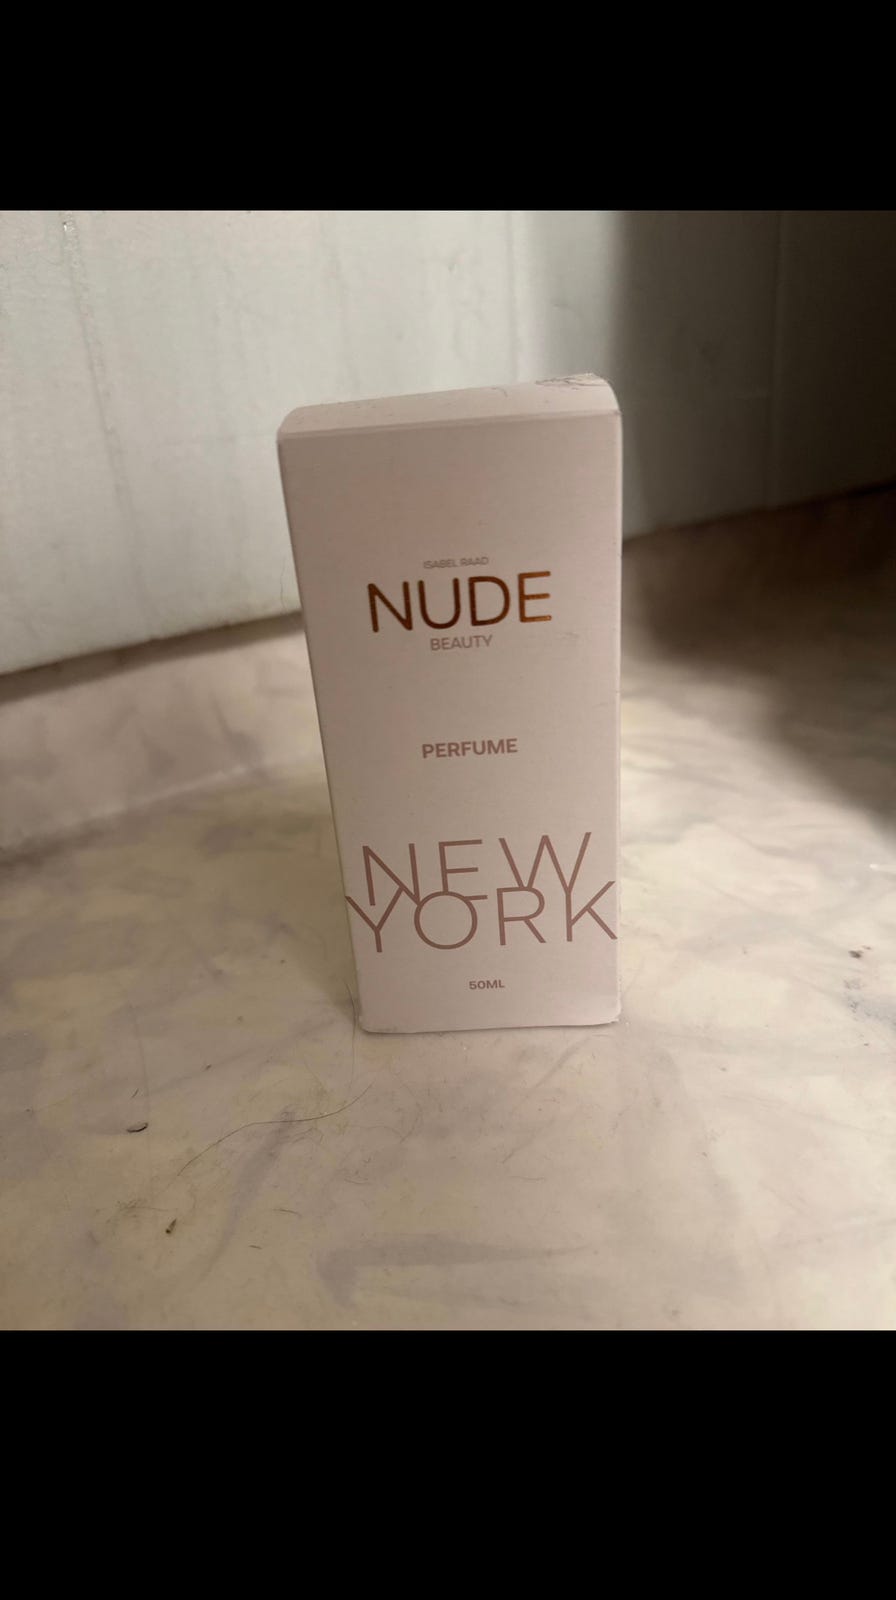 ISABEL RAAD
NUDE
BEAUTY
PERFUME
NEW
YORK
50ML